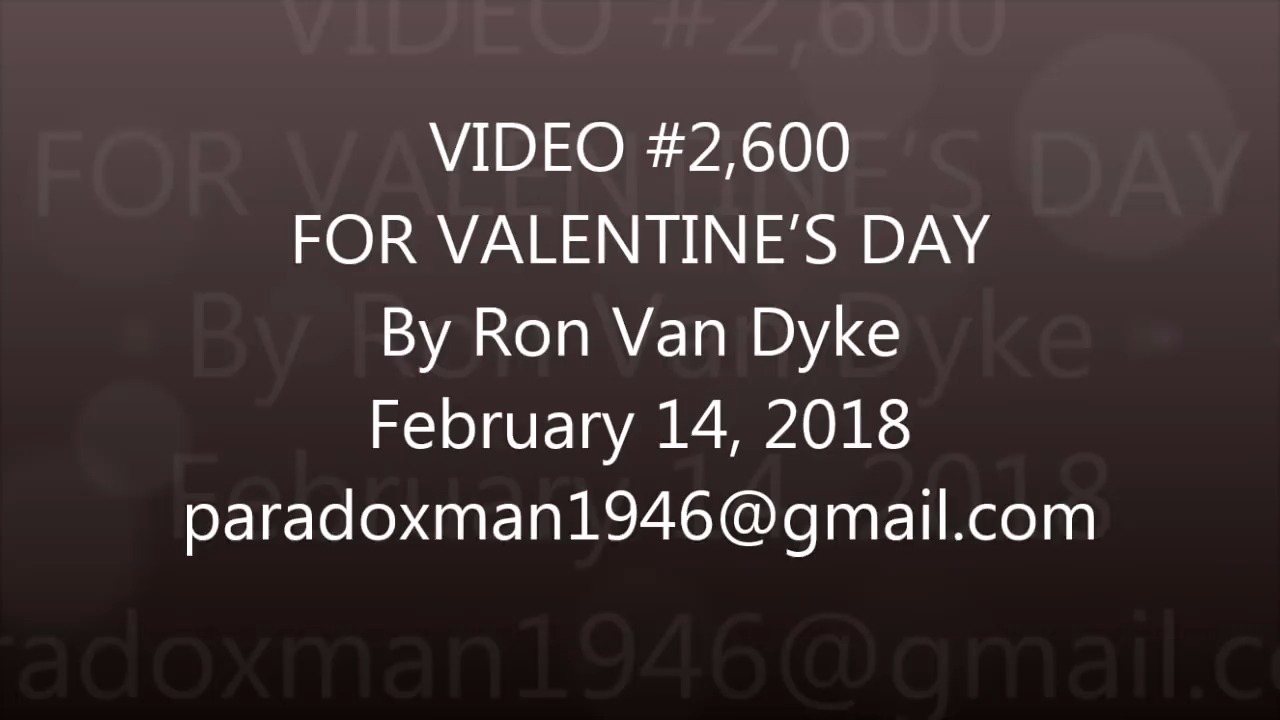 VIDEO #2,600
FOR VALENTINE’S DAY
By Ron Van Dyke
February 14, 2018
paradoxman1946@gmail.com